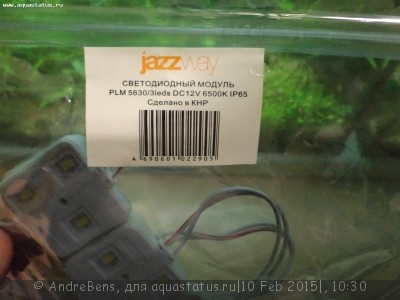 www.aquastatus.ru
jazzway
СВЕТОДИОДНЫЙ МОДУЛЬ
PLM 5630/3leds DC12V 6500K IP65
Сделано в КНР
4 690601 022905
© AndreBens, для aquastatus.ru|10 Feb 2015|, 10:30